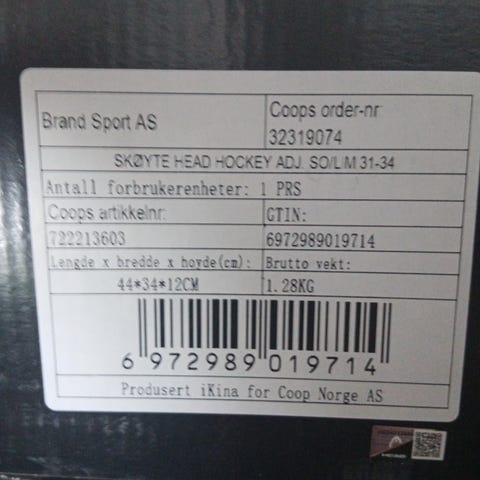 Brand Sport AS
Coops order-nr
32319074
SKØYTE HEAD HOCKEY ADJ. SO/L/M 31-34
Antall forbrukerenheter: 1 PRS
Coops artikkelnr:
GTIN:
722213603
6972989019714
Lengde x bredde x hoyde(cm):
Brutto vekt:
44*34*12CM
1.28KG
6 972989 019714
Produsert iKina for Coop Norge AS